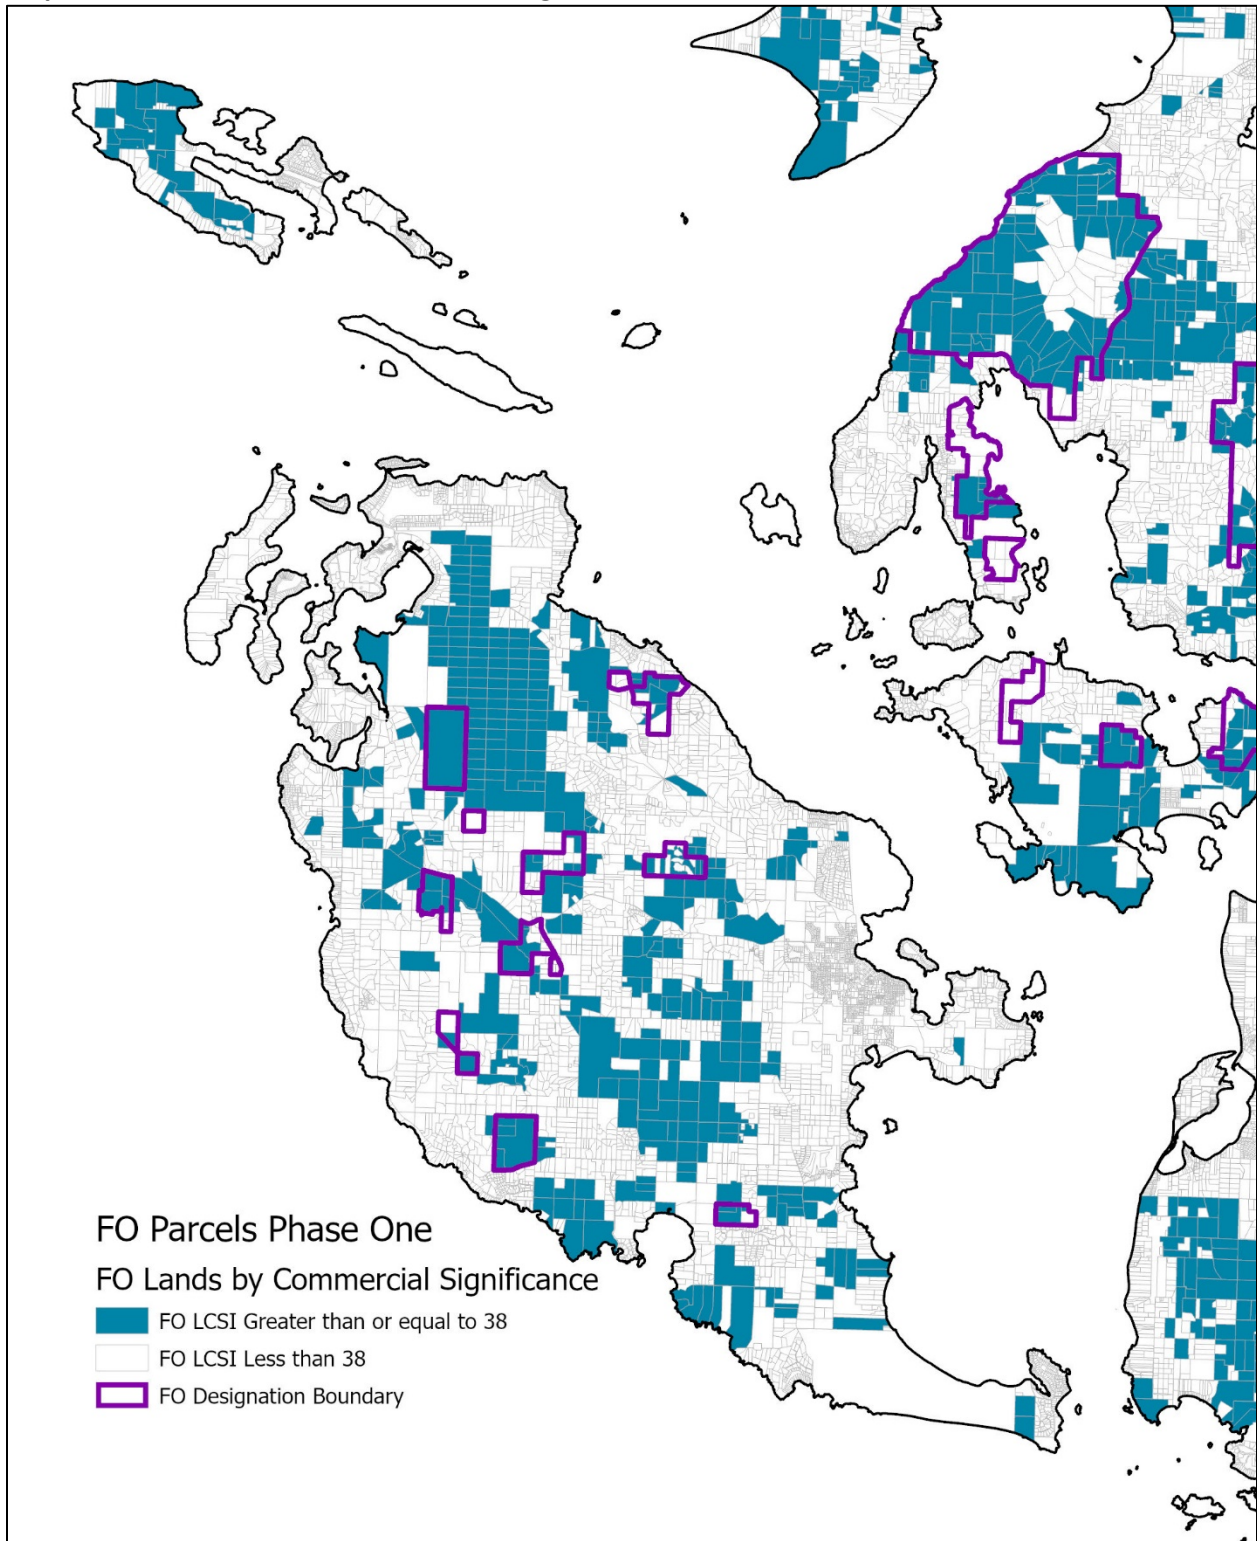 FO Parcels Phase One
FO Lands by Commercial Significance
FO LCSI Greater than or equal to 38
FO LCSI Less than 38
FO Designation Boundary